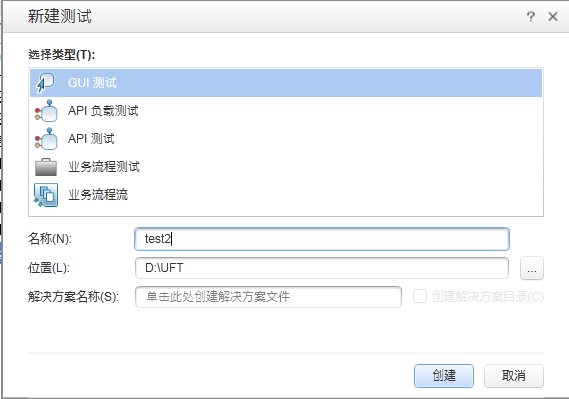 新建测试
选择类型(T):
GUI 测试
API 负载测试
API 测试
业务流程测试
业务流程流
名称(N): test2
位置(L): D:\UFT ...
解决方案名称(S): 单击此处创建解决方案文件 创建解决方案目录(C)
创建 取消